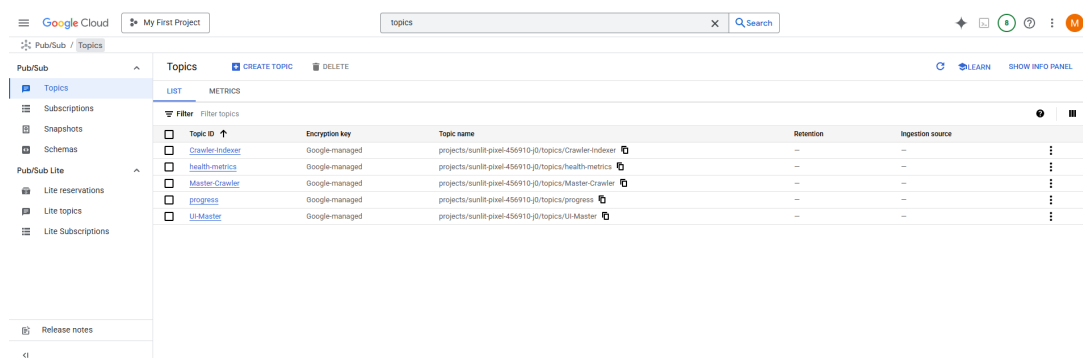 Google Cloud My First Project topics Search 8 M
Pub/Sub / Topics
Pub/Sub
Topics
Subscriptions
Snapshots
Schemas
Pub/Sub Lite
Lite reservations
Lite topics
Lite Subscriptions
Release notes
Topics CREATE TOPIC DELETE LEARN SHOW INFO PANEL
LIST METRICS
Filter Filter topics
Topic ID Encryption key Topic name Retention Ingestion source
Crawler-Indexer Google-managed projects/sunlit-pixel-456910-j0/topics/Crawler-Indexer — —
health-metrics Google-managed projects/sunlit-pixel-456910-j0/topics/health-metrics — —
Master-Crawler Google-managed projects/sunlit-pixel-456910-j0/topics/Master-Crawler — —
progress Google-managed projects/sunlit-pixel-456910-j0/topics/progress — —
UI-Master Google-managed projects/sunlit-pixel-456910-j0/topics/UI-Master — —